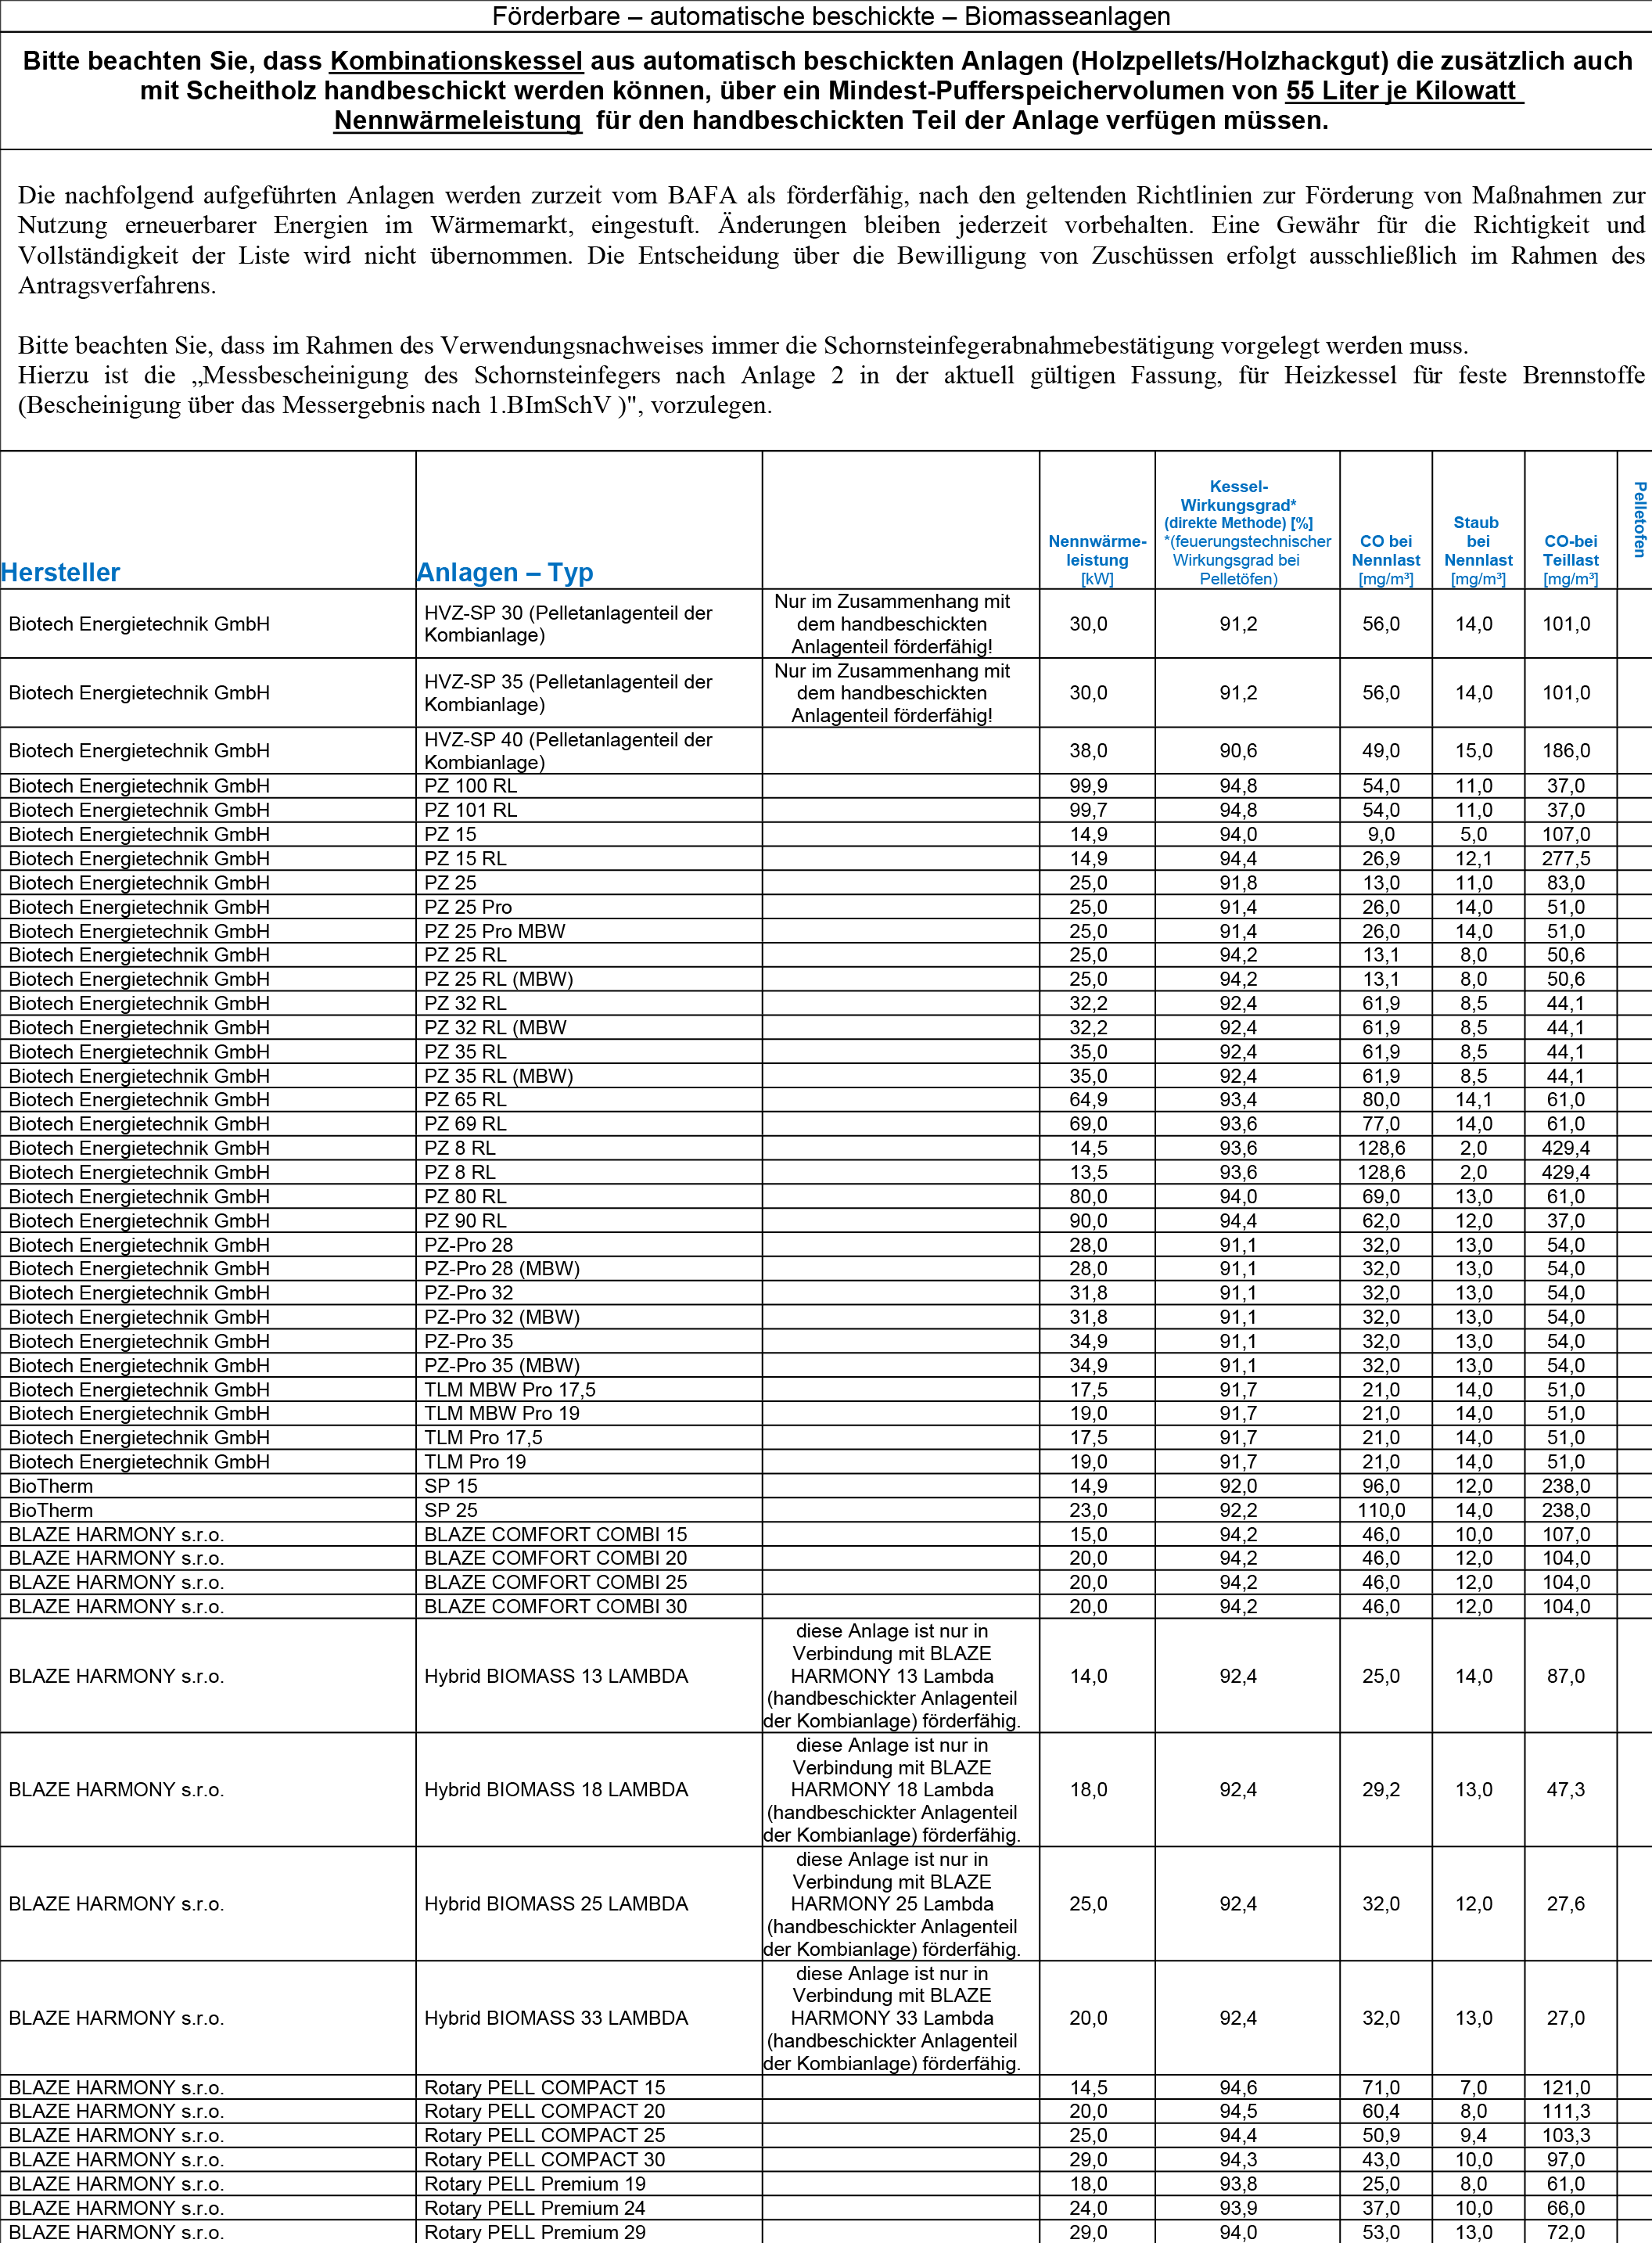 Förderbare – automatische beschickte – Biomasseanlagen
Bitte beachten Sie, dass Kombinationskessel aus automatisch beschickten Anlagen (Holzpellets/Holzhackgut) die zusätzlich auch
mit Scheitholz handbeschickt werden können, über ein Mindest-Pufferspeichervolumen von 55 Liter je Kilowatt
Nennwärmeleistung für den handbeschickten Teil der Anlage verfügen müssen.
Die nachfolgend aufgeführten Anlagen werden zurzeit vom BAFA als förderfähig, nach den geltenden Richtlinien zur Förderung von Maßnahmen zur
Nutzung erneuerbarer Energien im Wärmemarkt, eingestuft. Änderungen bleiben jederzeit vorbehalten. Eine Gewähr für die Richtigkeit und
Vollständigkeit der Liste wird nicht übernommen. Die Entscheidung über die Bewilligung von Zuschüssen erfolgt ausschließlich im Rahmen des
Antragsverfahrens.
Bitte beachten Sie, dass im Rahmen des Verwendungsnachweises immer die Schornsteinfegerabnahmebestätigung vorgelegt werden muss.
Hierzu ist die „Messbescheinigung des Schornsteinfegers nach Anlage 2 in der aktuell gültigen Fassung, für Heizkessel für feste Brennstoffe
(Bescheinigung über das Messergebnis nach 1.BImSchV )", vorzulegen.
Hersteller
Anlagen – Typ
Nennwärme-
leistung
[kW]
Kessel-
Wirkungsgrad*
(direkte Methode) [%]
*(feuerungstechnischer
Wirkungsgrad bei
Pelletöfen)
CO bei
Nennlast
[mg/m³]
Staub
bei
Nennlast
[mg/m³]
CO-bei
Teillast
[mg/m³]
Pelletofen
Biotech Energietechnik GmbH HVZ-SP 30 (Pelletanlagenteil der
Kombianlage)
Nur im Zusammenhang mit
dem handbeschickten
Anlagenteil förderfähig!
30,0 91,2 56,0 14,0 101,0
Biotech Energietechnik GmbH HVZ-SP 35 (Pelletanlagenteil der
Kombianlage)
Nur im Zusammenhang mit
dem handbeschickten
Anlagenteil förderfähig!
30,0 91,2 56,0 14,0 101,0
Biotech Energietechnik GmbH HVZ-SP 40 (Pelletanlagenteil der
Kombianlage)
38,0 90,6 49,0 15,0 186,0
Biotech Energietechnik GmbH PZ 100 RL 99,9 94,8 54,0 11,0 37,0
Biotech Energietechnik GmbH PZ 101 RL 99,7 94,8 54,0 11,0 37,0
Biotech Energietechnik GmbH PZ 15 14,9 94,0 9,0 5,0 107,0
Biotech Energietechnik GmbH PZ 15 RL 14,9 94,4 26,9 12,1 277,5
Biotech Energietechnik GmbH PZ 25 25,0 91,8 13,0 11,0 83,0
Biotech Energietechnik GmbH PZ 25 Pro 25,0 91,4 26,0 14,0 51,0
Biotech Energietechnik GmbH PZ 25 Pro MBW 25,0 91,4 26,0 14,0 51,0
Biotech Energietechnik GmbH PZ 25 RL 25,0 94,2 13,1 8,0 50,6
Biotech Energietechnik GmbH PZ 25 RL (MBW) 25,0 94,2 13,1 8,0 50,6
Biotech Energietechnik GmbH PZ 32 RL 32,2 92,4 61,9 8,5 44,1
Biotech Energietechnik GmbH PZ 32 RL (MBW 32,2 92,4 61,9 8,5 44,1
Biotech Energietechnik GmbH PZ 35 RL 35,0 92,4 61,9 8,5 44,1
Biotech Energietechnik GmbH PZ 35 RL (MBW) 35,0 92,4 61,9 8,5 44,1
Biotech Energietechnik GmbH PZ 65 RL 64,9 93,4 80,0 14,1 61,0
Biotech Energietechnik GmbH PZ 69 RL 69,0 93,6 77,0 14,0 61,0
Biotech Energietechnik GmbH PZ 8 RL 14,5 93,6 128,6 2,0 429,4
Biotech Energietechnik GmbH PZ 8 RL 13,5 93,6 128,6 2,0 429,4
Biotech Energietechnik GmbH PZ 80 RL 80,0 94,0 69,0 13,0 61,0
Biotech Energietechnik GmbH PZ 90 RL 90,0 94,4 62,0 12,0 37,0
Biotech Energietechnik GmbH PZ-Pro 28 28,0 91,1 32,0 13,0 54,0
Biotech Energietechnik GmbH PZ-Pro 28 (MBW) 28,0 91,1 32,0 13,0 54,0
Biotech Energietechnik GmbH PZ-Pro 32 31,8 91,1 32,0 13,0 54,0
Biotech Energietechnik GmbH PZ-Pro 32 (MBW) 31,8 91,1 32,0 13,0 54,0
Biotech Energietechnik GmbH PZ-Pro 35 34,9 91,1 32,0 13,0 54,0
Biotech Energietechnik GmbH PZ-Pro 35 (MBW) 34,9 91,1 32,0 13,0 54,0
Biotech Energietechnik GmbH TLM MBW Pro 17,5 17,5 91,7 21,0 14,0 51,0
Biotech Energietechnik GmbH TLM MBW Pro 19 19,0 91,7 21,0 14,0 51,0
Biotech Energietechnik GmbH TLM Pro 17,5 17,5 91,7 21,0 14,0 51,0
Biotech Energietechnik GmbH TLM Pro 19 19,0 91,7 21,0 14,0 51,0
BioTherm SP 15 14,9 92,0 96,0 12,0 238,0
BioTherm SP 25 23,0 92,2 110,0 14,0 238,0
BLAZE HARMONY s.r.o. BLAZE COMFORT COMBI 15 15,0 94,2 46,0 10,0 107,0
BLAZE HARMONY s.r.o. BLAZE COMFORT COMBI 20 20,0 94,2 46,0 12,0 104,0
BLAZE HARMONY s.r.o. BLAZE COMFORT COMBI 25 20,0 94,2 46,0 12,0 104,0
BLAZE HARMONY s.r.o. BLAZE COMFORT COMBI 30 20,0 94,2 46,0 12,0 104,0
BLAZE HARMONY s.r.o. Hybrid BIOMASS 13 LAMBDA
diese Anlage ist nur in
Verbindung mit BLAZE
HARMONY 13 Lambda
(handbeschickter Anlagenteil
der Kombianlage) förderfähig.
14,0 92,4 25,0 14,0 87,0
BLAZE HARMONY s.r.o. Hybrid BIOMASS 18 LAMBDA
diese Anlage ist nur in
Verbindung mit BLAZE
HARMONY 18 Lambda
(handbeschickter Anlagenteil
der Kombianlage) förderfähig.
18,0 92,4 29,2 13,0 47,3
BLAZE HARMONY s.r.o. Hybrid BIOMASS 25 LAMBDA
diese Anlage ist nur in
Verbindung mit BLAZE
HARMONY 25 Lambda
(handbeschickter Anlagenteil
der Kombianlage) förderfähig.
25,0 92,4 32,0 12,0 27,6
BLAZE HARMONY s.r.o. Hybrid BIOMASS 33 LAMBDA
diese Anlage ist nur in
Verbindung mit BLAZE
HARMONY 33 Lambda
(handbeschickter Anlagenteil
der Kombianlage) förderfähig.
20,0 92,4 32,0 13,0 27,0
BLAZE HARMONY s.r.o. Rotary PELL COMPACT 15 14,5 94,6 71,0 7,0 121,0
BLAZE HARMONY s.r.o. Rotary PELL COMPACT 20 20,0 94,5 60,4 8,0 111,3
BLAZE HARMONY s.r.o. Rotary PELL COMPACT 25 25,0 94,4 50,9 9,4 103,3
BLAZE HARMONY s.r.o. Rotary PELL COMPACT 30 29,0 94,3 43,0 10,0 97,0
BLAZE HARMONY s.r.o. Rotary PELL Premium 19 18,0 93,8 25,0 8,0 61,0
BLAZE HARMONY s.r.o. Rotary PELL Premium 24 24,0 93,9 37,0 10,0 66,0
BLAZE HARMONY s.r.o. Rotary PELL Premium 29 29,0 94,0 53,0 13,0 72,0